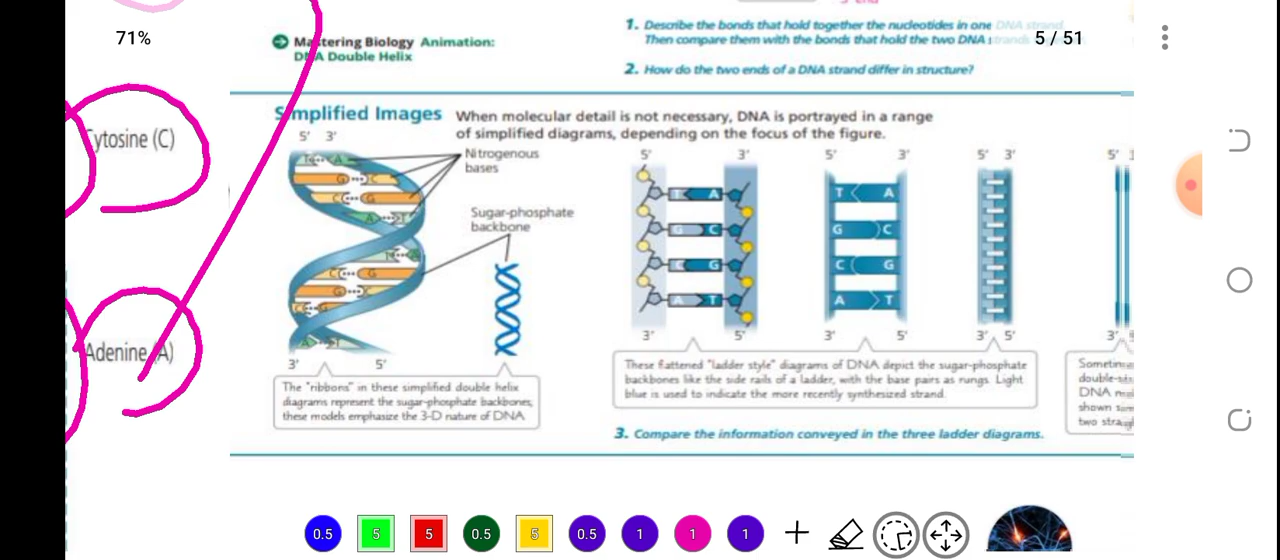 71%
5 / 51
Mastering Biology Animation:
DNA Double Helix
1. Describe the bonds that hold together the nucleotides in one DNA strand.
Then compare them with the bonds that hold the two DNA strands
2. How do the two ends of a DNA strand differ in structure?
Cytosine (C)
Adenine (A)
Simplified Images
When molecular detail is not necessary, DNA is portrayed in a range
of simplified diagrams, depending on the focus of the figure.
5' 3'
Nitrogenous
bases
Sugar-phosphate
backbone
T A
G C
C G
A T
T A
C G
G C
C
A T
3' 5'
The "ribbons" in these simplified double helix
diagrams represent the sugar-phosphate backbones;
these models emphasize the 3-D nature of DNA.
5' 3'
T A
G C
C G
A T
3' 5'
5' 3'
T A
G C
C G
A T
3' 5'
5' 3'
3' 5'
5'
3'
These flattened "ladder style" diagrams of DNA depict the sugar-phosphate
backbones like the side rails of a ladder, with the base pairs as rungs. Light
blue is used to indicate the more recently synthesized strand.
DNA
shown
two
3. Compare the information conveyed in the three ladder diagrams.
0.5 5 5 0.5 5 0.5 1 1 1